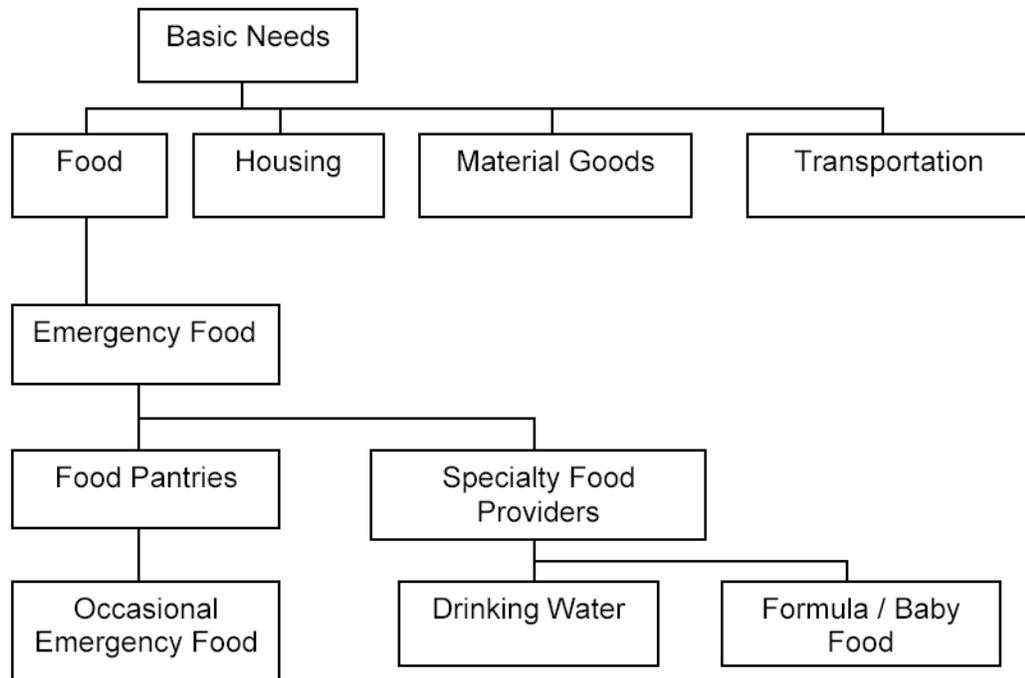 Basic Needs
Food
Housing
Material Goods
Transportation
Emergency Food
Food Pantries
Specialty Food
Providers
Occasional
Emergency Food
Drinking Water
Formula / Baby
Food